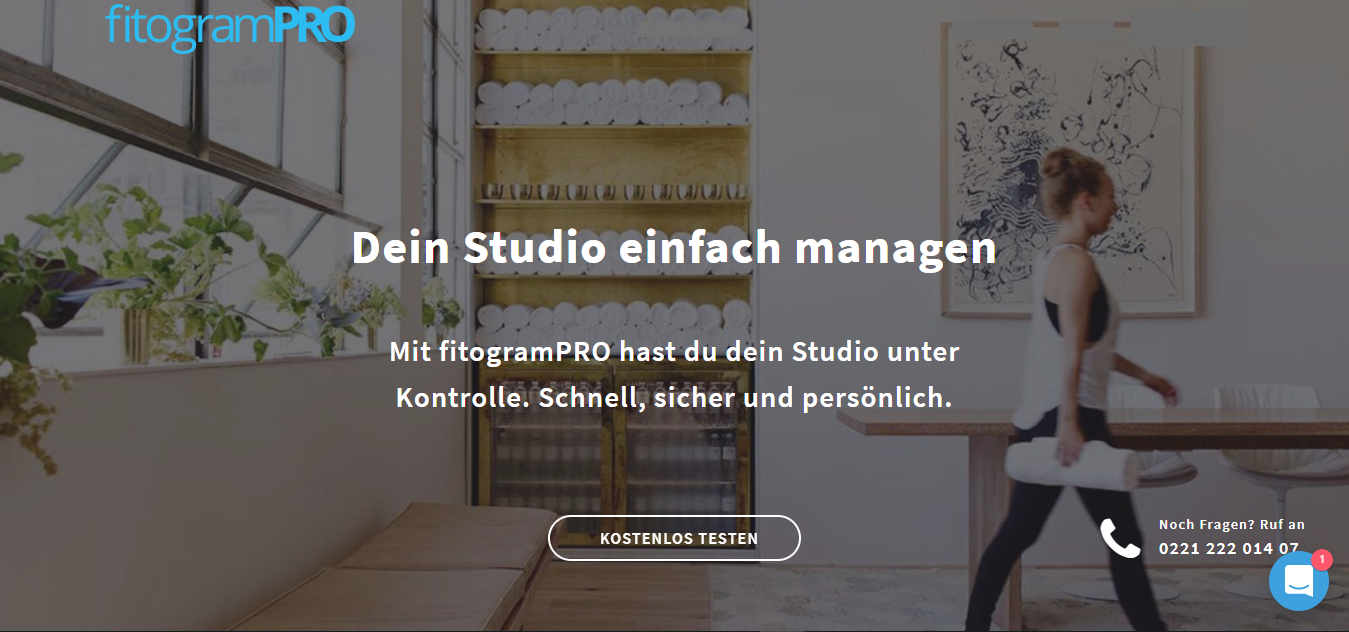 fitogramPRO
Dein Studio einfach managen
Mit fitogramPRO hast du dein Studio unter
Kontrolle. Schnell, sicher und persönlich.
KOSTENLOS TESTEN
Noch Fragen? Ruf an
0221 222 014 07
1